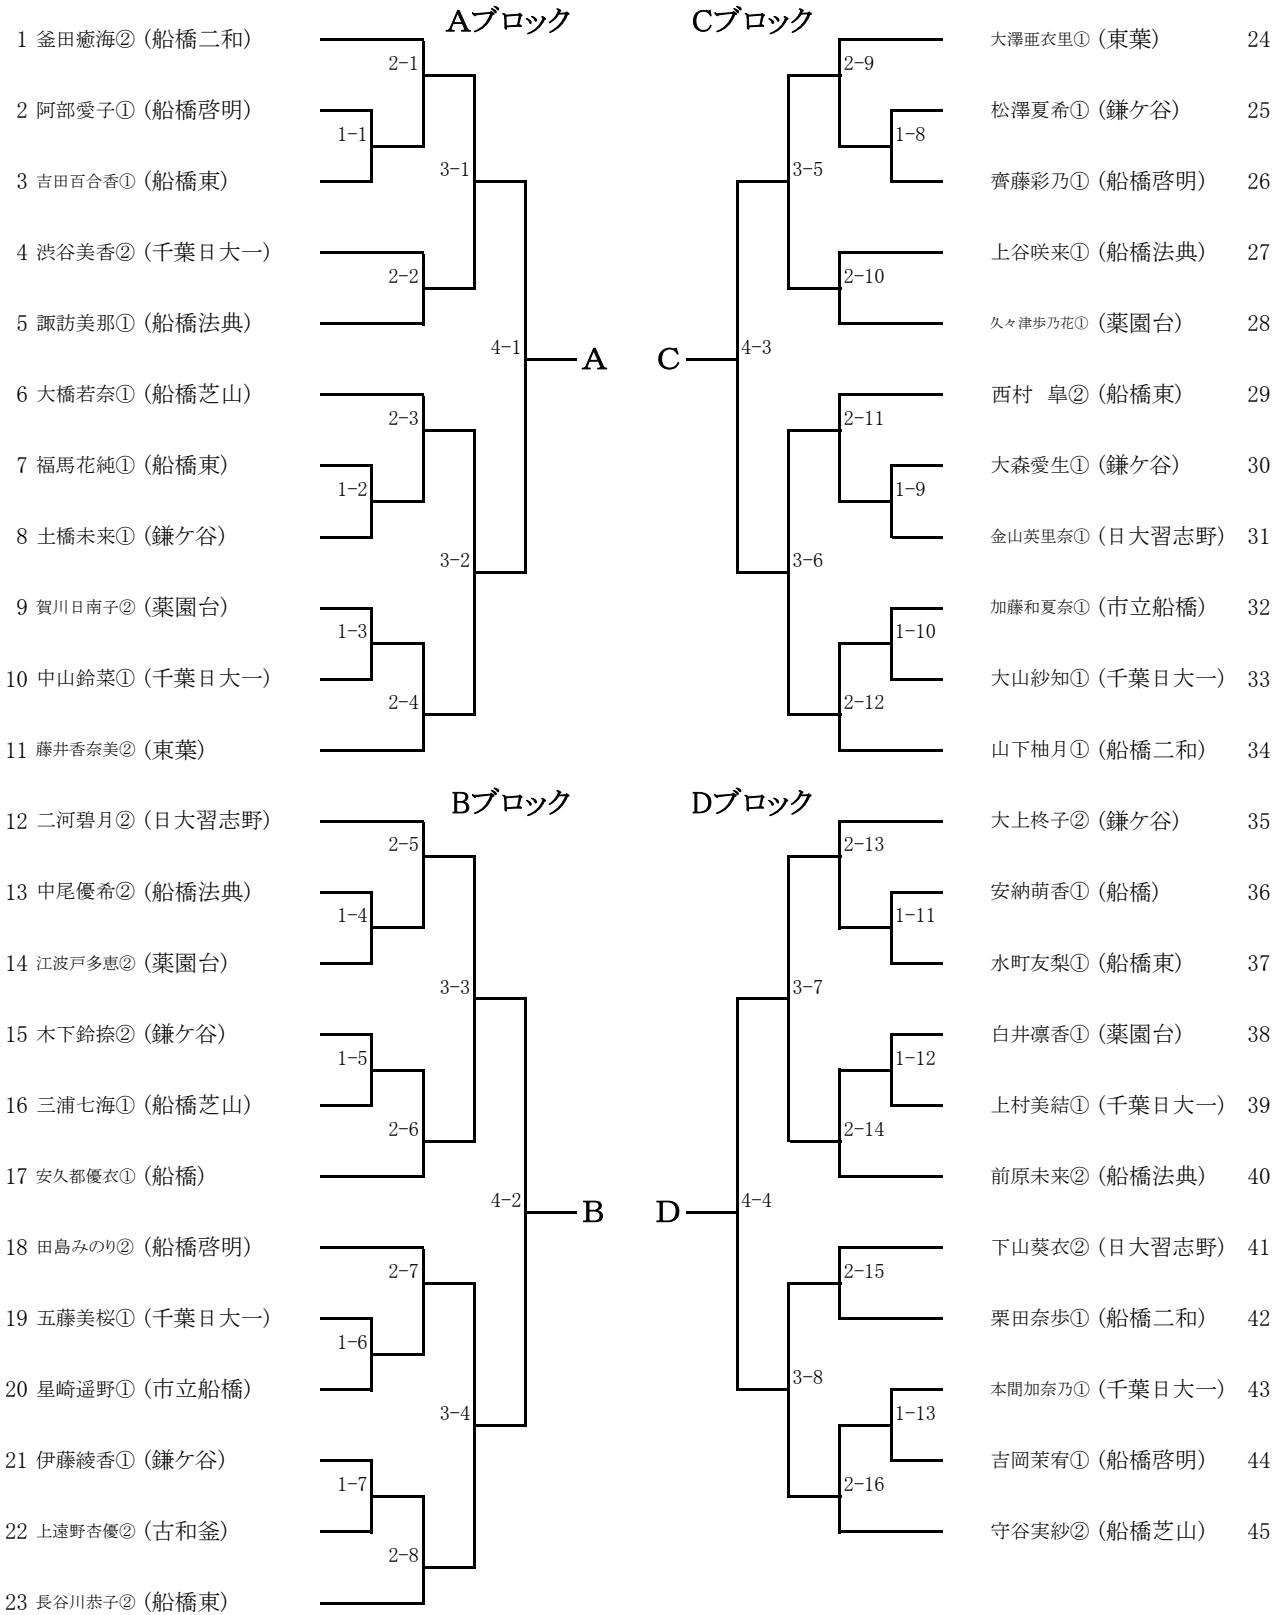 Aブロック
1 釜田癒海② (船橋二和)
2-1
2 阿部愛子① (船橋啓明)
1-1
3 吉田百合香① (船橋東)
3-1
4 渋谷美香② (千葉日大一)
2-2
5 諏訪美那① (船橋法典)
4-1
A
6 大橋若奈① (船橋芝山)
2-3
7 福馬花純① (船橋東)
1-2
8 土橋未来① (鎌ケ谷)
3-2
9 賀川日南子② (薬園台)
1-3
10 中山鈴菜① (千葉日大一)
2-4
11 藤井香奈美② (東葉)
Bブロック
12 二河碧月② (日大習志野)
2-5
13 中尾優希② (船橋法典)
1-4
14 江波戸多恵② (薬園台)
3-3
15 木下鈴捺② (鎌ケ谷)
1-5
16 三浦七海① (船橋芝山)
2-6
17 安久都優衣① (船橋)
4-2
B
18 田島みのり② (船橋啓明)
2-7
19 五藤美桜① (千葉日大一)
1-6
20 星崎遥野① (市立船橋)
3-4
21 伊藤綾香① (鎌ケ谷)
1-7
22 上遠野杏優② (古和釜)
2-8
23 長谷川恭子② (船橋東)
Cブロック
大澤亜衣里① (東葉) 24
2-9
松澤夏希① (鎌ケ谷) 25
1-8
齊藤彩乃① (船橋啓明) 26
3-5
上谷咲来① (船橋法典) 27
2-10
久々津歩乃花① (薬園台) 28
4-3
C
西村 皐② (船橋東) 29
2-11
大森愛生① (鎌ケ谷) 30
1-9
金山英里奈① (日大習志野) 31
3-6
加藤和夏奈① (市立船橋) 32
1-10
大山紗知① (千葉日大一) 33
2-12
山下柚月① (船橋二和) 34
Dブロック
大上柊子② (鎌ケ谷) 35
2-13
安納萌香① (船橋) 36
1-11
水町友梨① (船橋東) 37
3-7
白井凛香① (薬園台) 38
1-12
上村美結① (千葉日大一) 39
2-14
前原未来② (船橋法典) 40
4-4
D
下山葵衣② (日大習志野) 41
2-15
栗田奈歩① (船橋二和) 42
3-8
本間加奈乃① (千葉日大一) 43
1-13
吉岡茉宥① (船橋啓明) 44
2-16
守谷実紗② (船橋芝山) 45